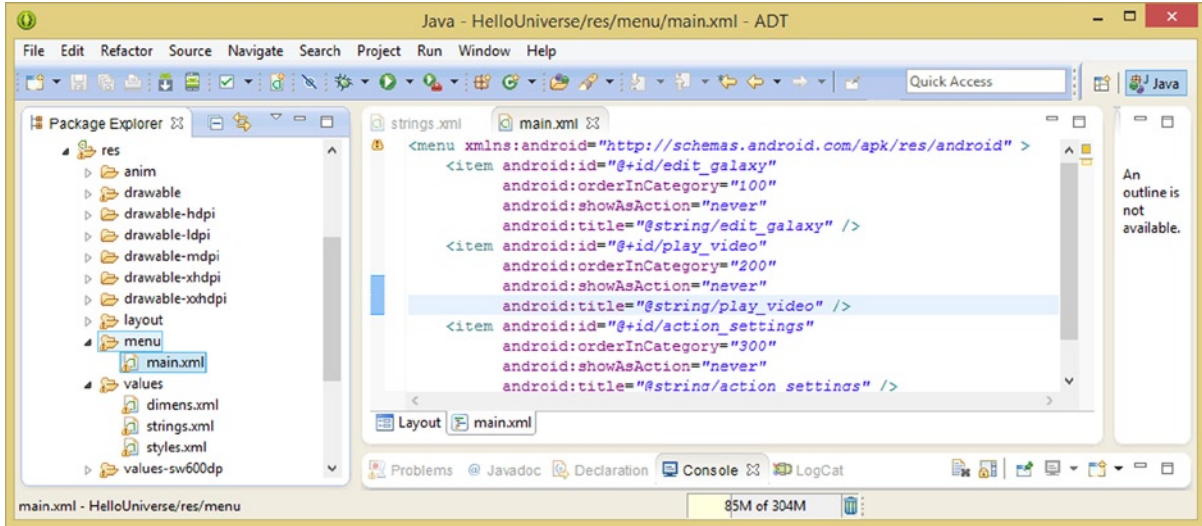 Java - HelloUniverse/res/menu/main.xml - ADT
File Edit Refactor Source Navigate Search Project Run Window Help
Quick Access
Java
Package Explorer
res
anim
drawable
drawable-hdpi
drawable-ldpi
drawable-mdpi
drawable-xhdpi
drawable-xxhdpi
layout
menu
main.xml
values
dimens.xml
strings.xml
styles.xml
values-sw600dp
strings.xml main.xml
<menu xmlns:android="http://schemas.android.com/apk/res/android" >
<item android:id="@+id/edit_galaxy"
android:orderInCategory="100"
android:showAsAction="never"
android:title="@string/edit_galaxy" />
<item android:id="@+id/play_video"
android:orderInCategory="200"
android:showAsAction="never"
android:title="@string/play_video" />
<item android:id="@+id/action_settings"
android:orderInCategory="300"
android:showAsAction="never"
android:title="@string/action_settings" />
Layout main.xml
An
outline is
not
available.
Problems @ Javadoc Declaration Console LogCat
main.xml - HelloUniverse/res/menu
85M of 304M